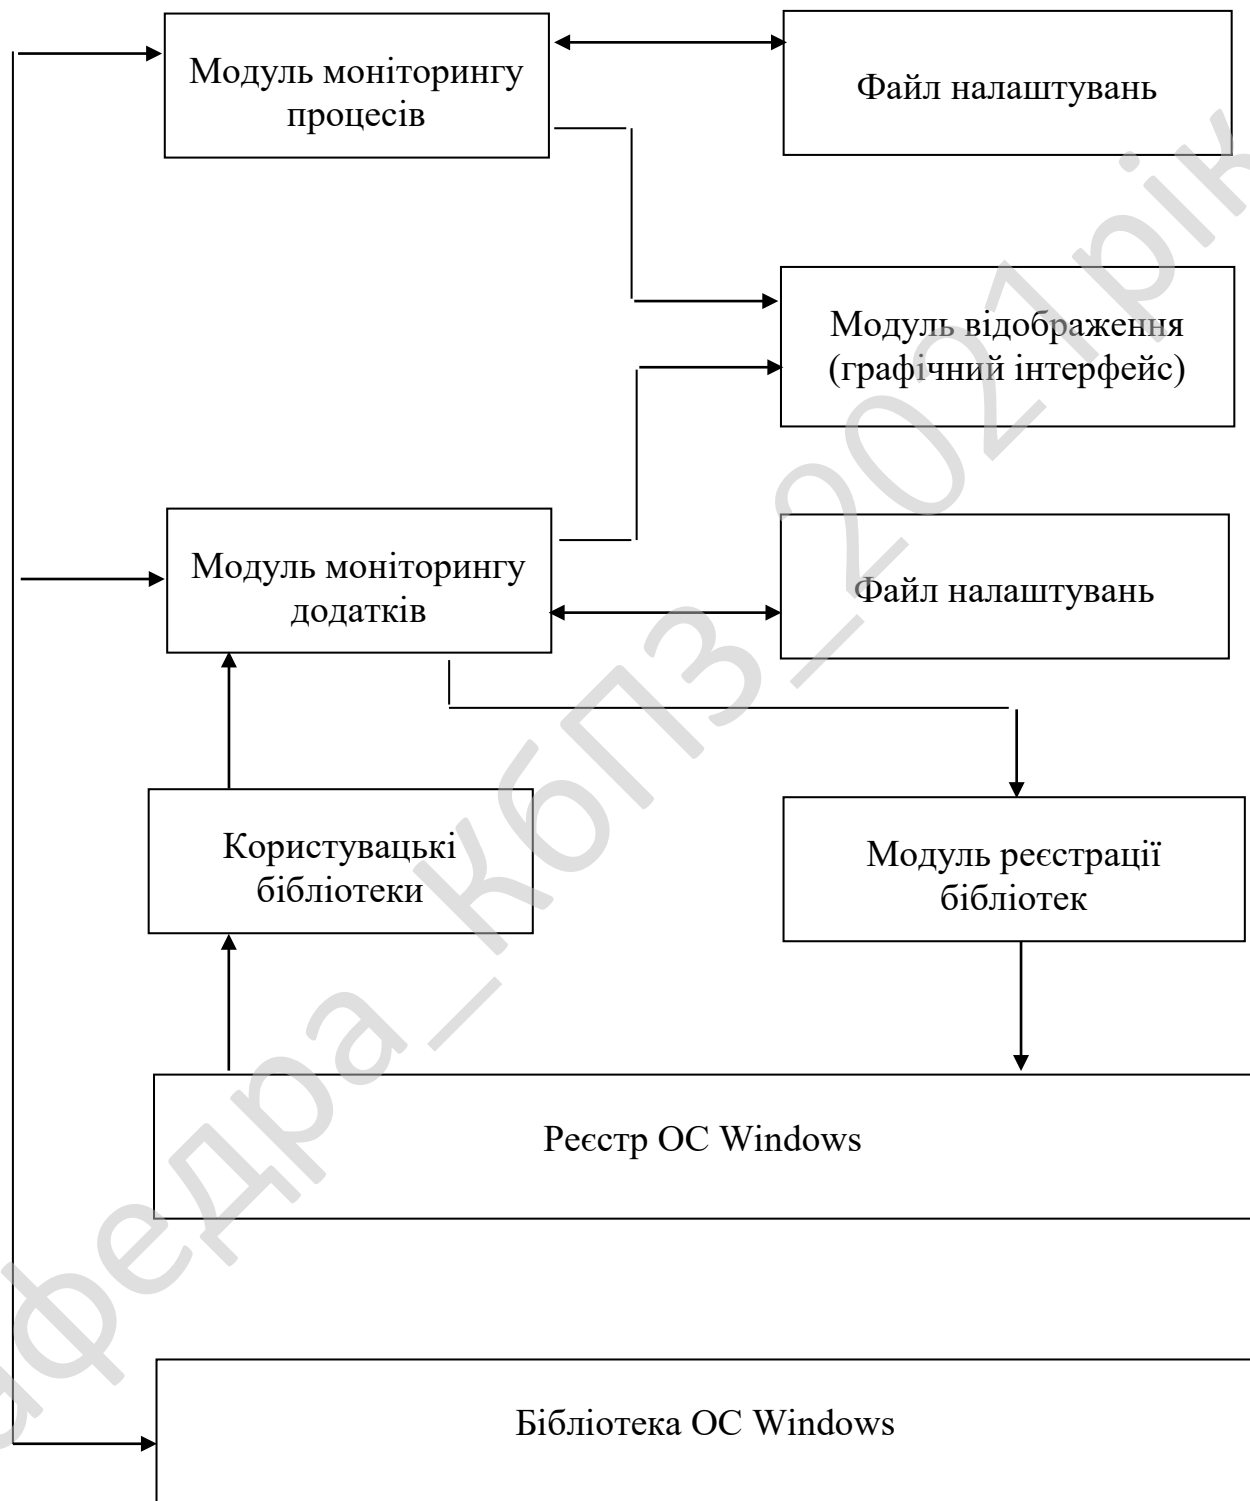 Модуль моніторингу
процесів
Файл налаштувань
Модуль відображення
(графічний інтерфейс)
Модуль моніторингу
додатків
Файл налаштувань
Користувацькі
бібліотеки
Модуль реєстрації
бібліотек
Реєстр ОС Windows
Бібліотека ОС Windows
афедра_КбПЗ_2021рік